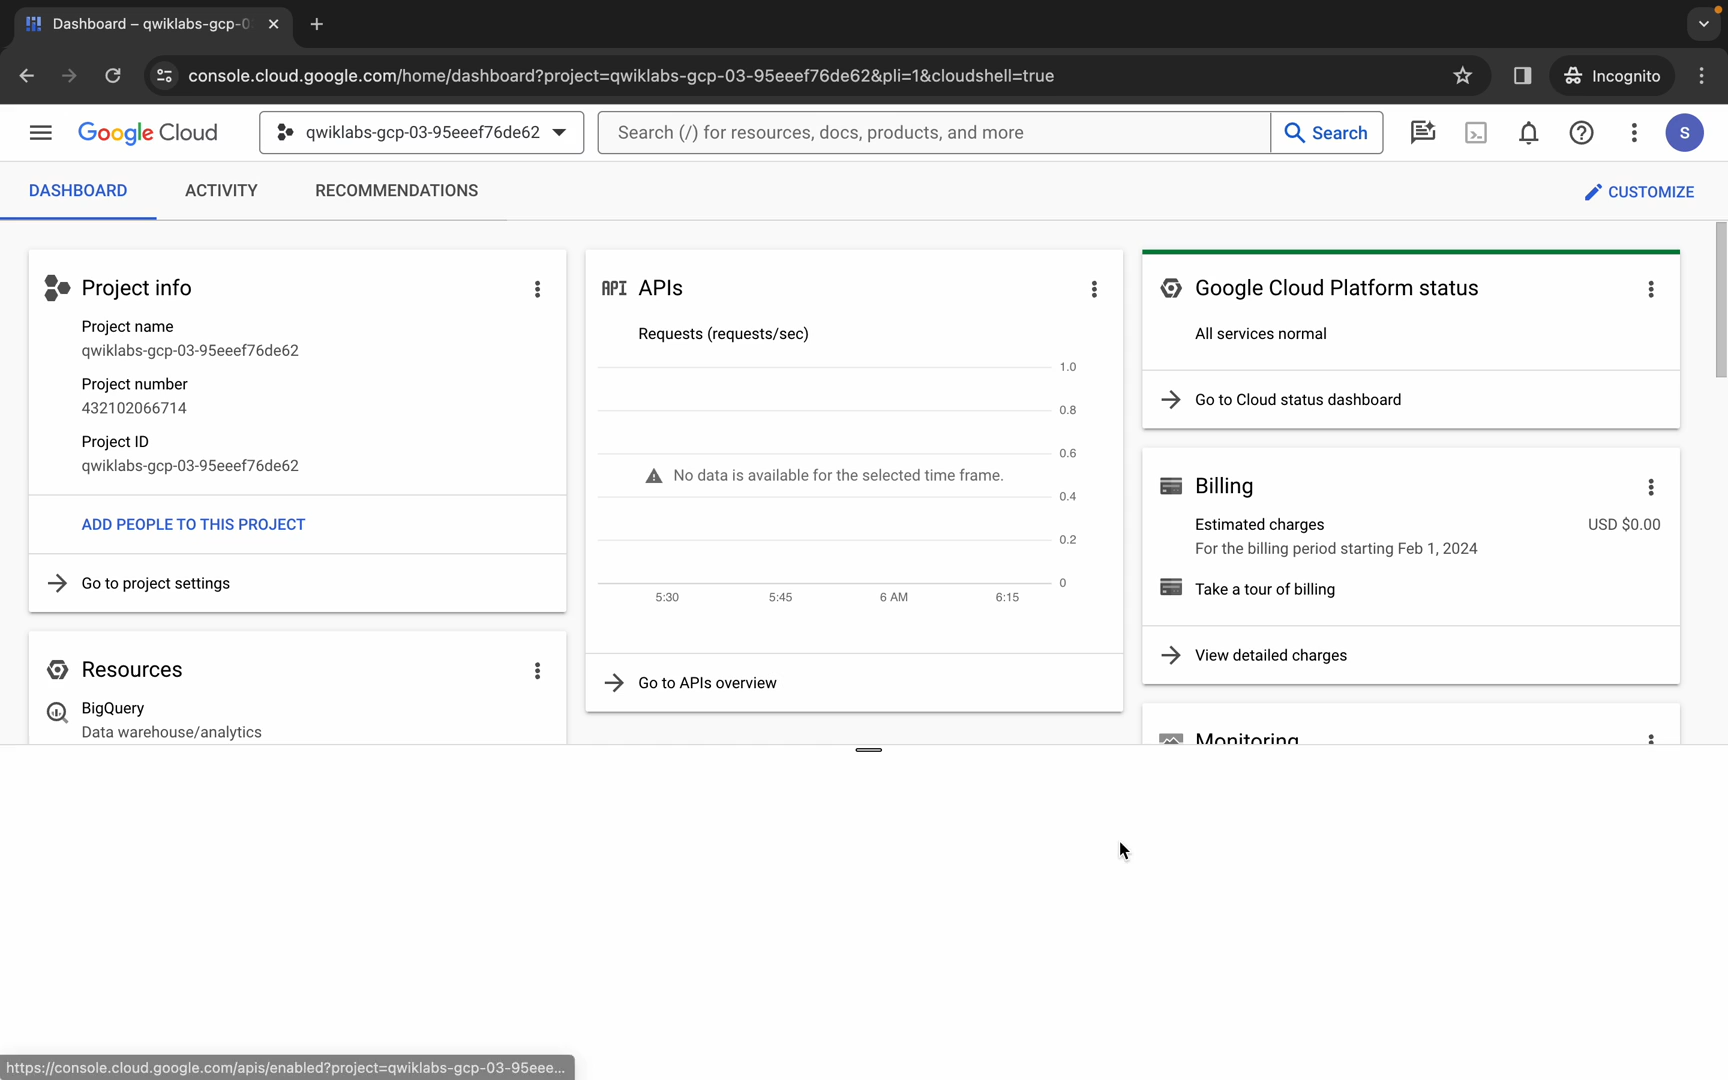 Dashboard – qwiklabs-gcp-0
console.cloud.google.com/home/dashboard?project=qwiklabs-gcp-03-95eeef76de62&pli=1&cloudshell=true
Incognito
Google Cloud
qwiklabs-gcp-03-95eeef76de62
Search (/) for resources, docs, products, and more
Search
S
DASHBOARD
ACTIVITY
RECOMMENDATIONS
CUSTOMIZE
Project info
Project name
qwiklabs-gcp-03-95eeef76de62
Project number
432102066714
Project ID
qwiklabs-gcp-03-95eeef76de62
ADD PEOPLE TO THIS PROJECT
Go to project settings
Resources
BigQuery
Data warehouse/analytics
API APIs
Requests (requests/sec)
1.0
0.8
0.6
No data is available for the selected time frame.
0.4
0.2
0
5:30 5:45 6 AM 6:15
Go to APIs overview
Google Cloud Platform status
All services normal
Go to Cloud status dashboard
Billing
Estimated charges USD $0.00
For the billing period starting Feb 1, 2024
Take a tour of billing
View detailed charges
Monitoring
https://console.cloud.google.com/apis/enabled?project=qwiklabs-gcp-03-95eee...